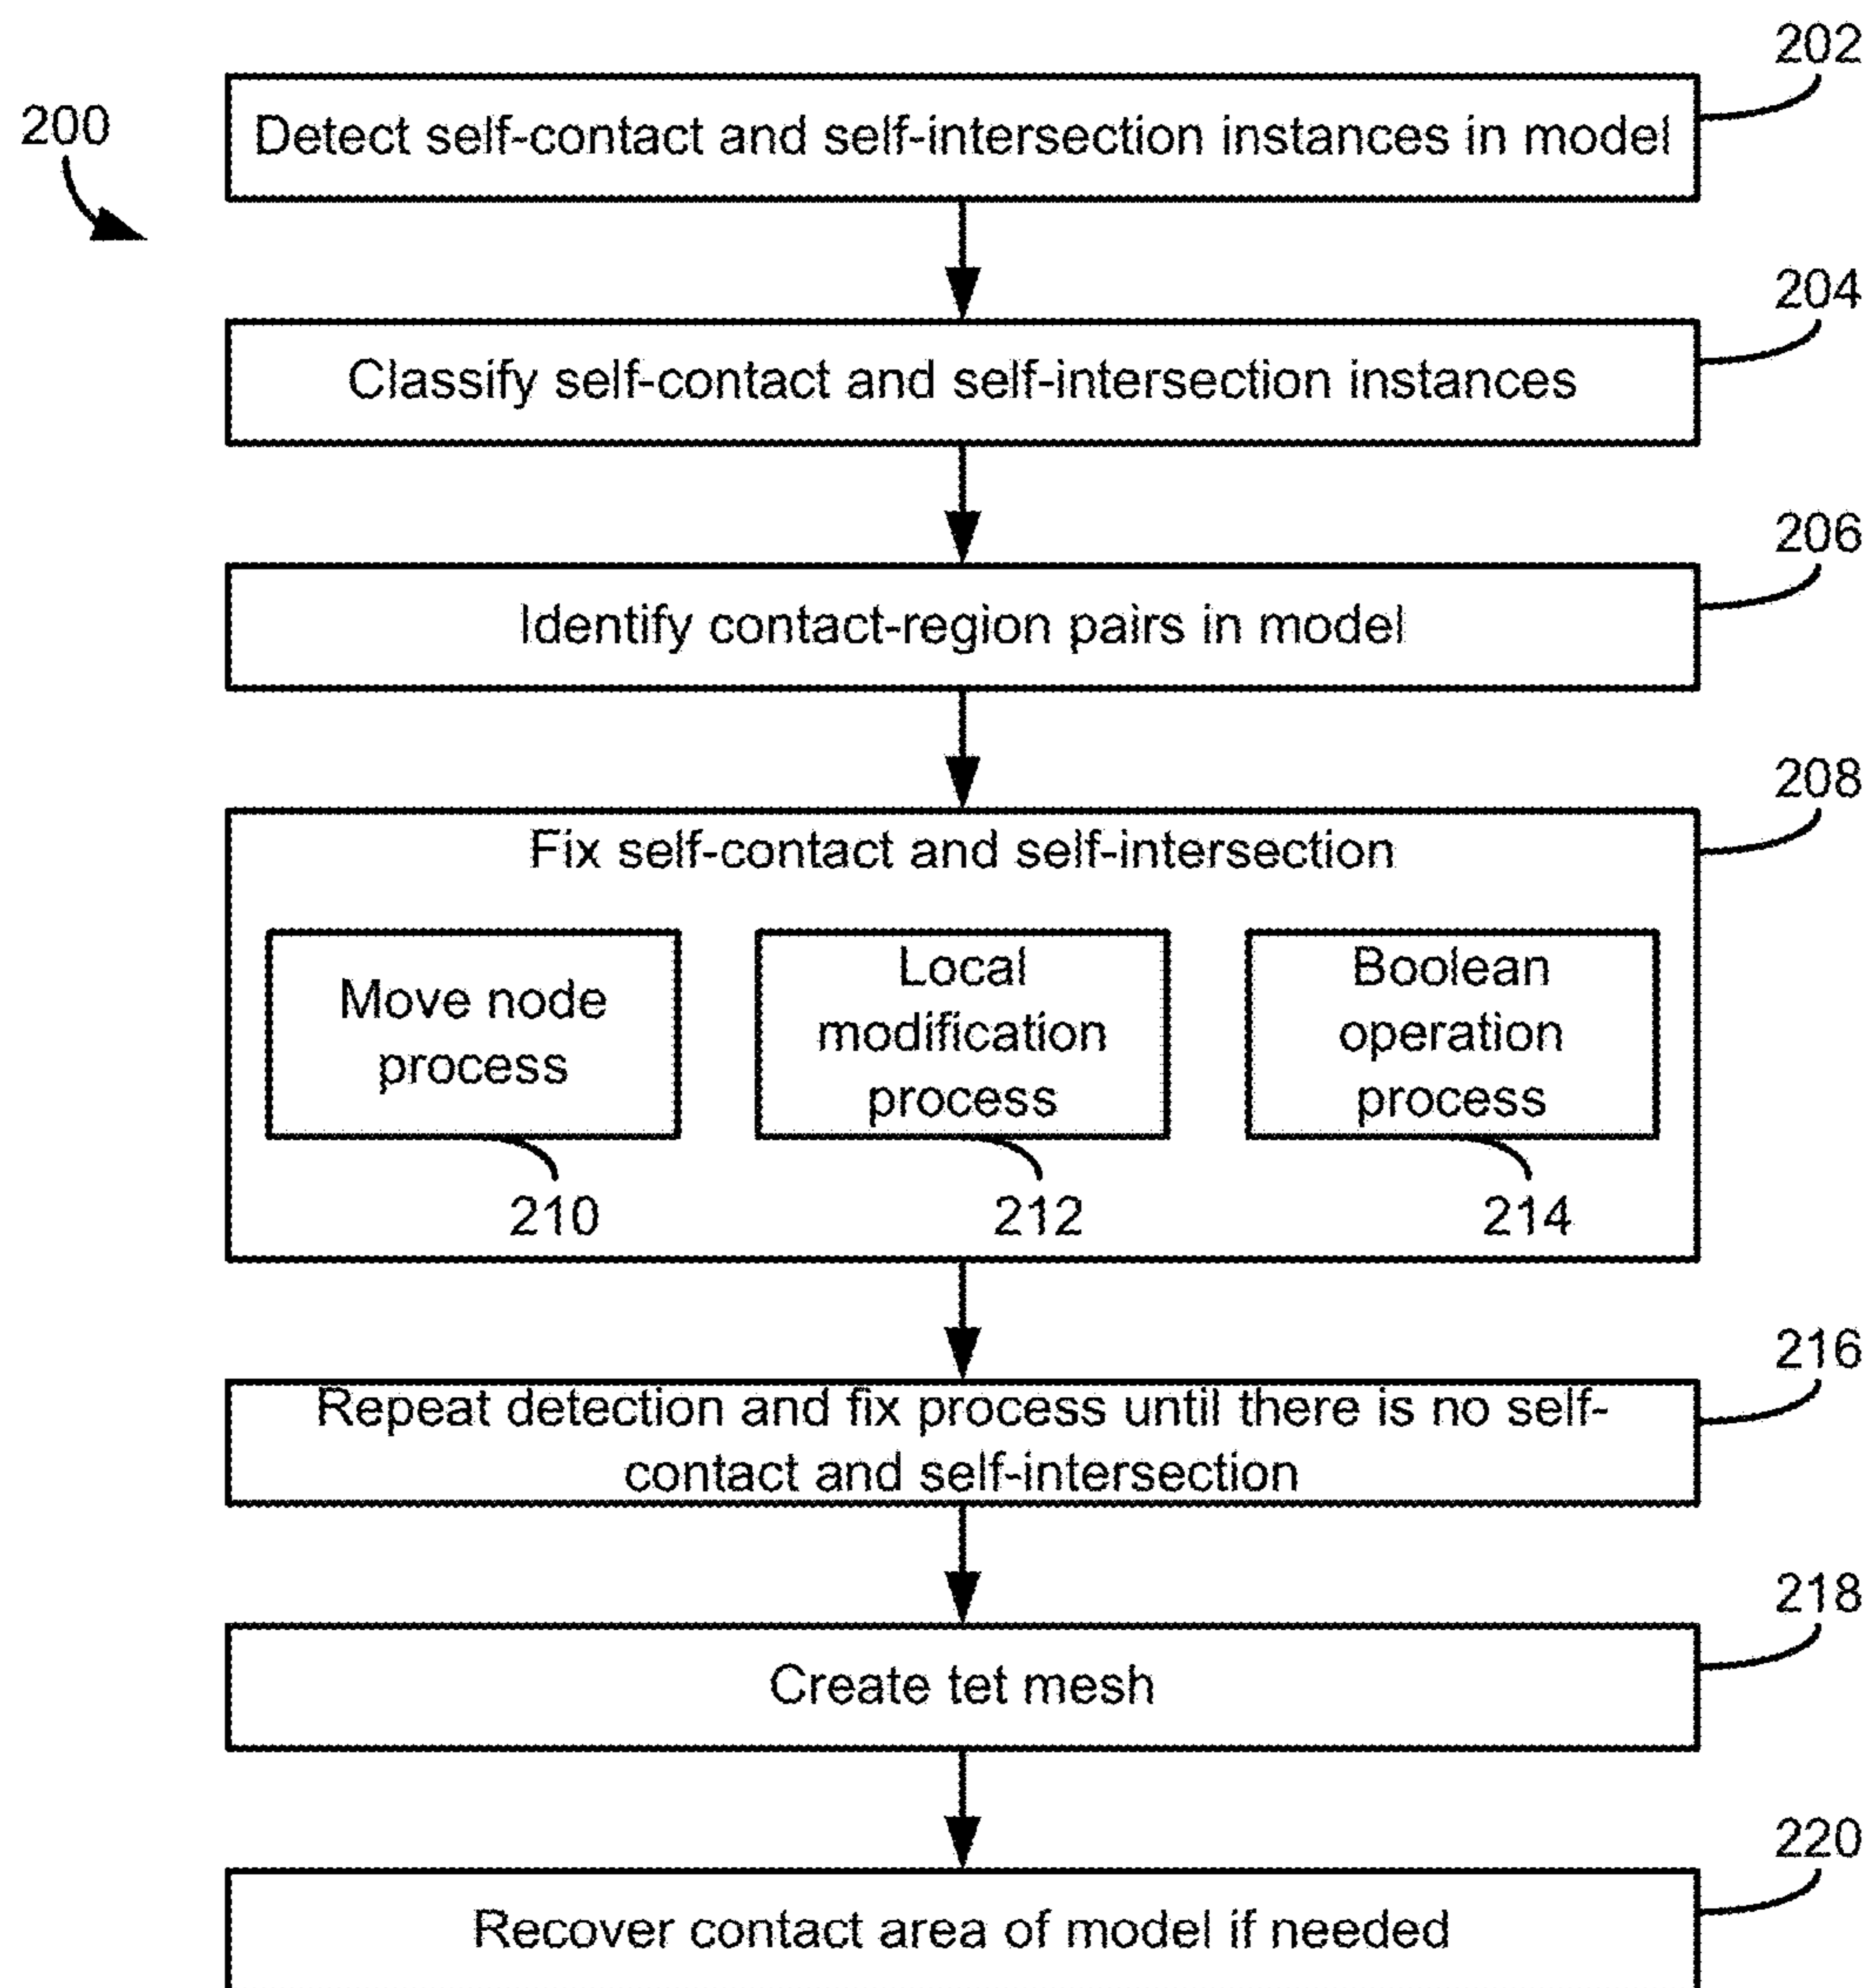 202
200
Detect self-contact and self-intersection instances in model
204
Classify self-contact and self-intersection instances
206
Identify contact-region pairs in model
208
Fix self-contact and self-intersection
Move node
process
210
Local
modification
process
212
Boolean
operation
process
214
216
Repeat detection and fix process until there is no self-
contact and self-intersection
218
Create tet mesh
220
Recover contact area of model if needed